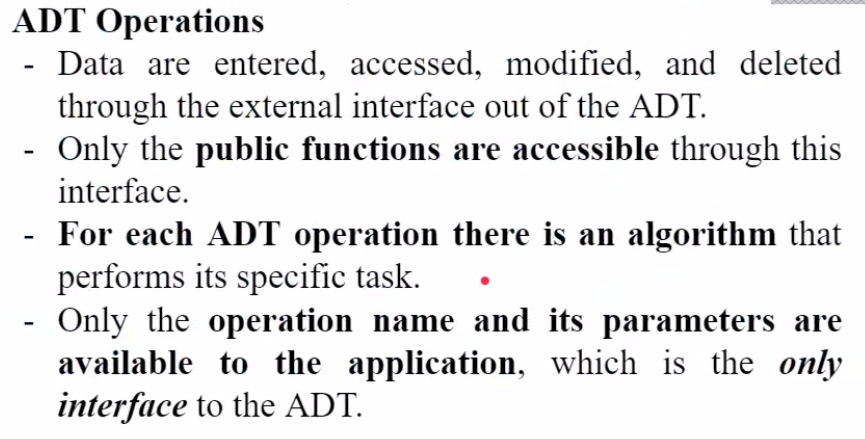 ADT Operations
- Data are entered, accessed, modified, and deleted
through the external interface out of the ADT.
- Only the public functions are accessible through this
interface.
- For each ADT operation there is an algorithm that
performs its specific task.
- Only the operation name and its parameters are
available to the application, which is the only
interface to the ADT.